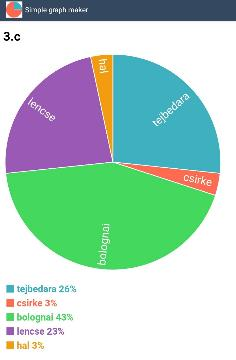 Simple graph maker
3.c
tejbedara
csirke
bolognai
lencse
hal
tejbedara 26%
csirke 3%
bolognai 43%
lencse 23%
hal 3%